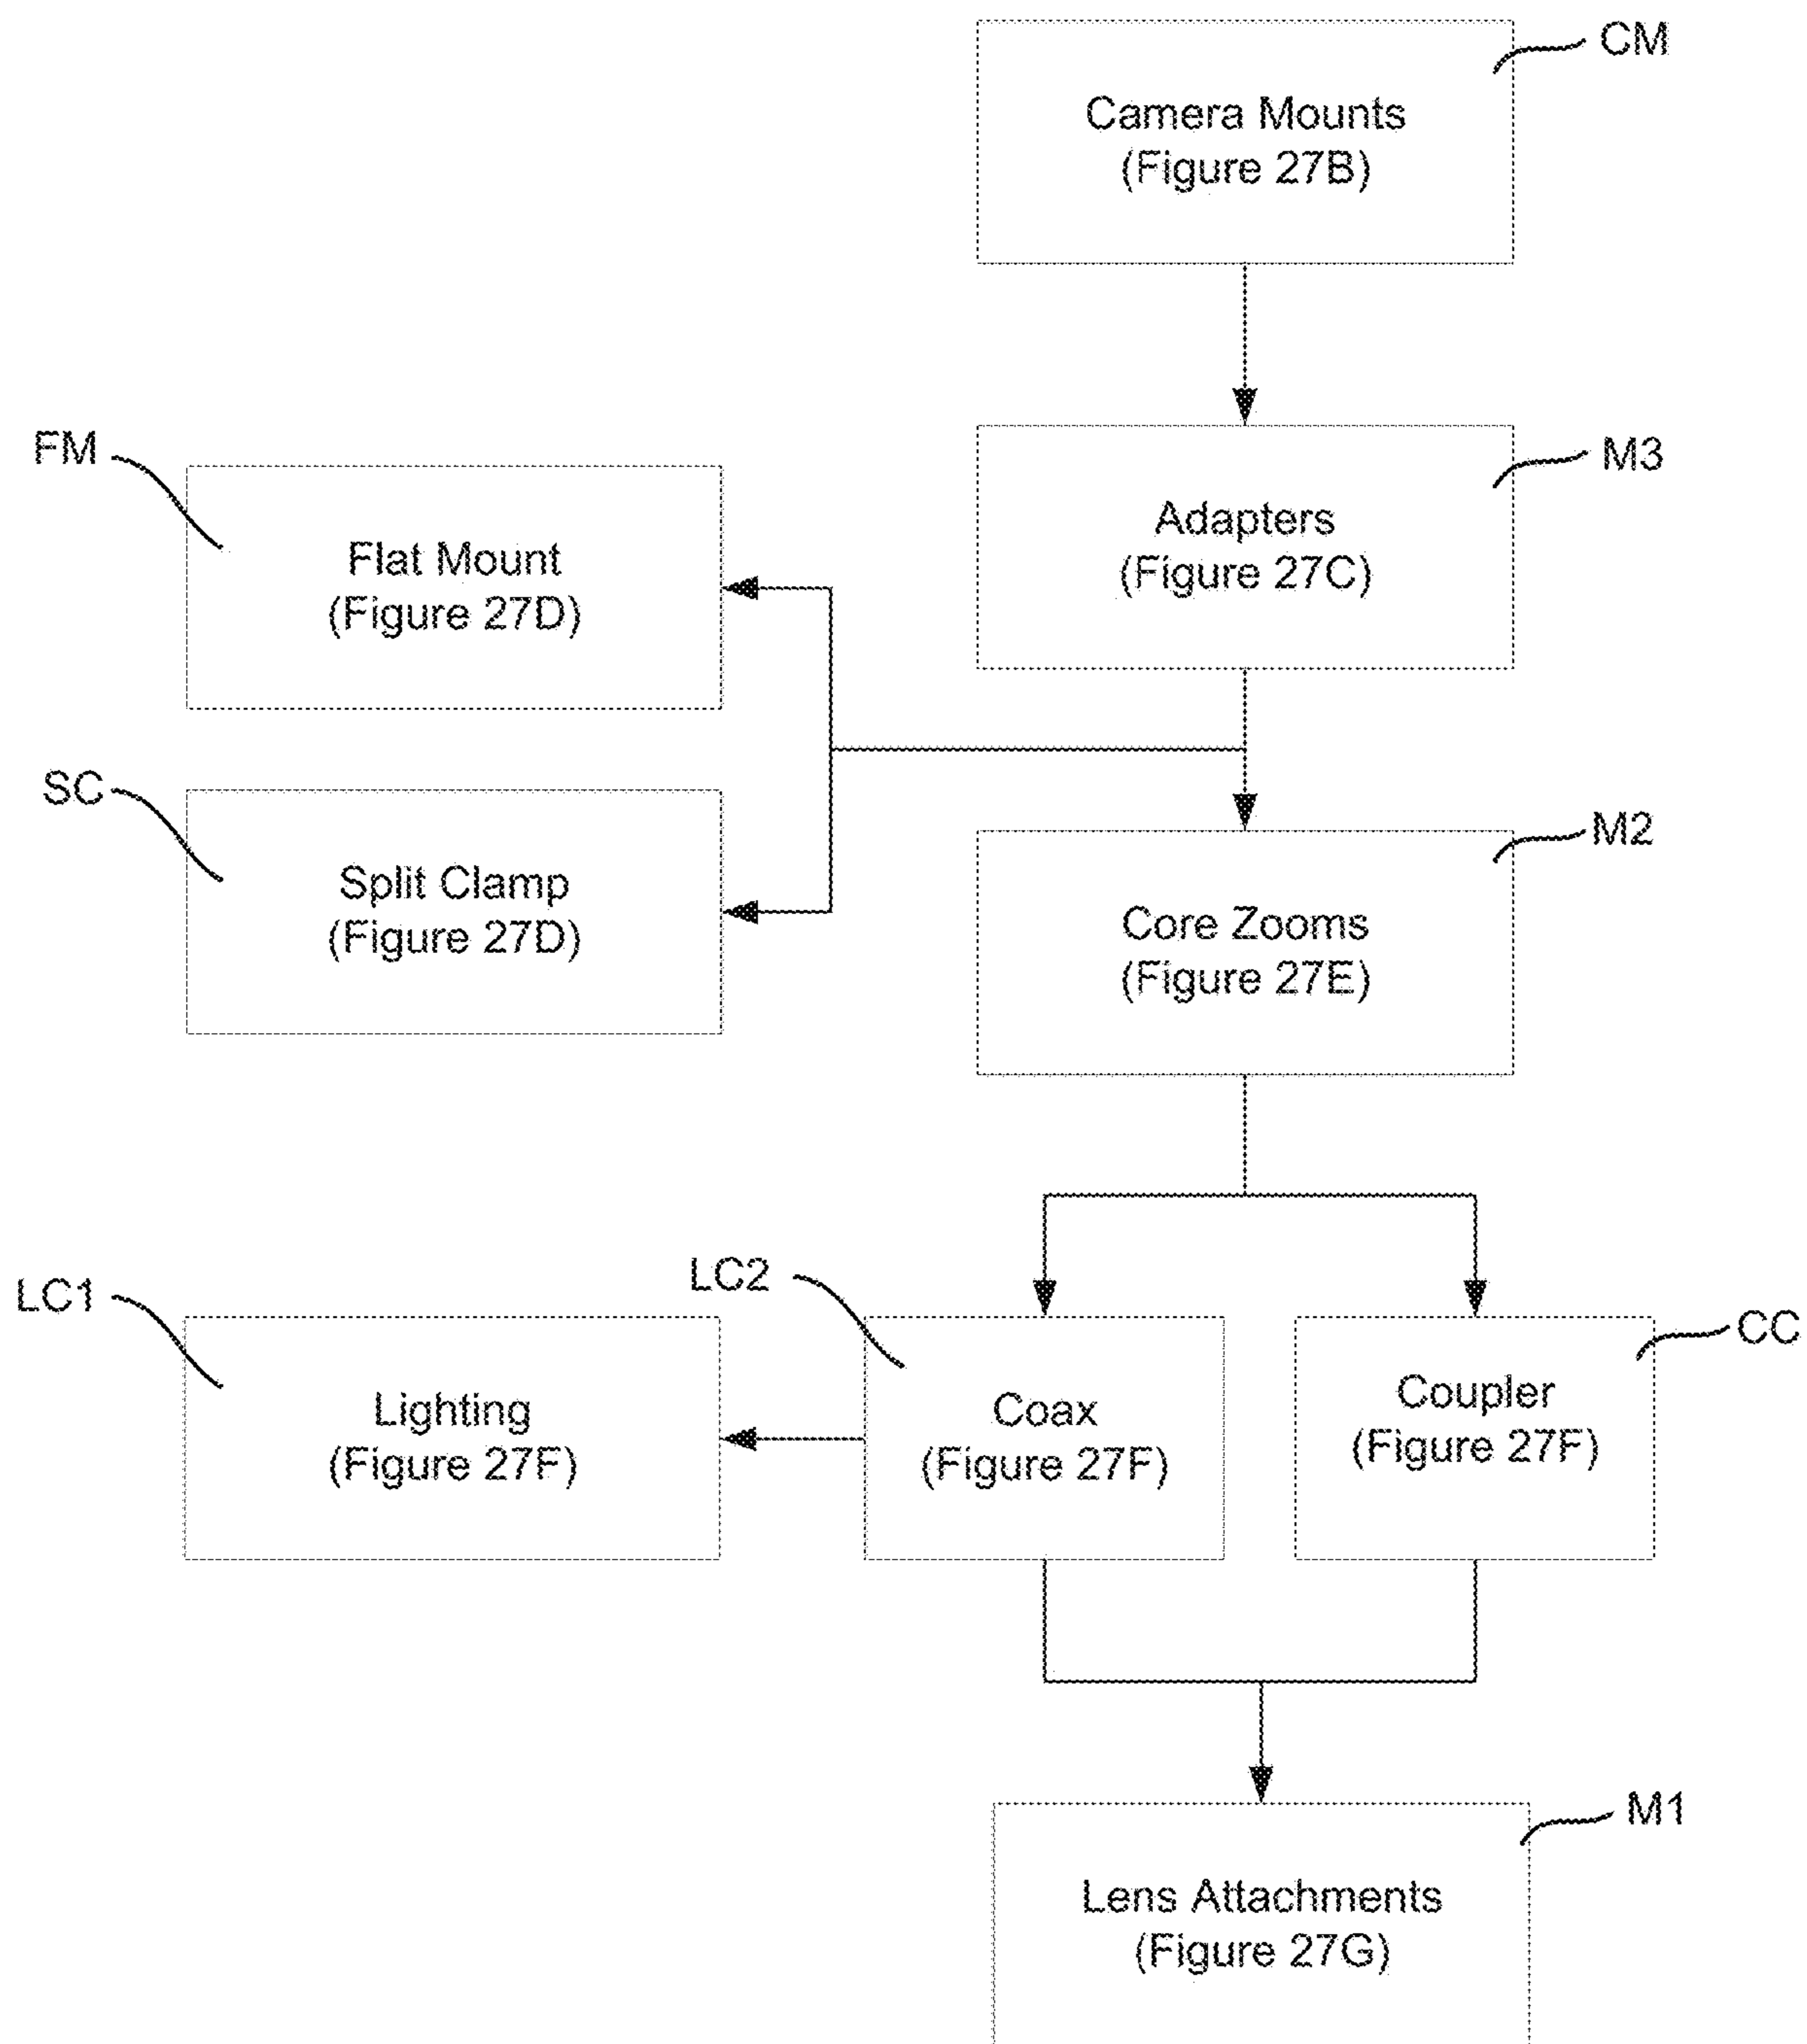 CM
Camera Mounts
(Figure 27B)
M3
Adapters
(Figure 27C)
FM
Flat Mount
(Figure 27D)
SC
Split Clamp
(Figure 27D)
M2
Core Zooms
(Figure 27E)
LC1
Lighting
(Figure 27F)
LC2
Coax
(Figure 27F)
CC
Coupler
(Figure 27F)
M1
Lens Attachments
(Figure 27G)